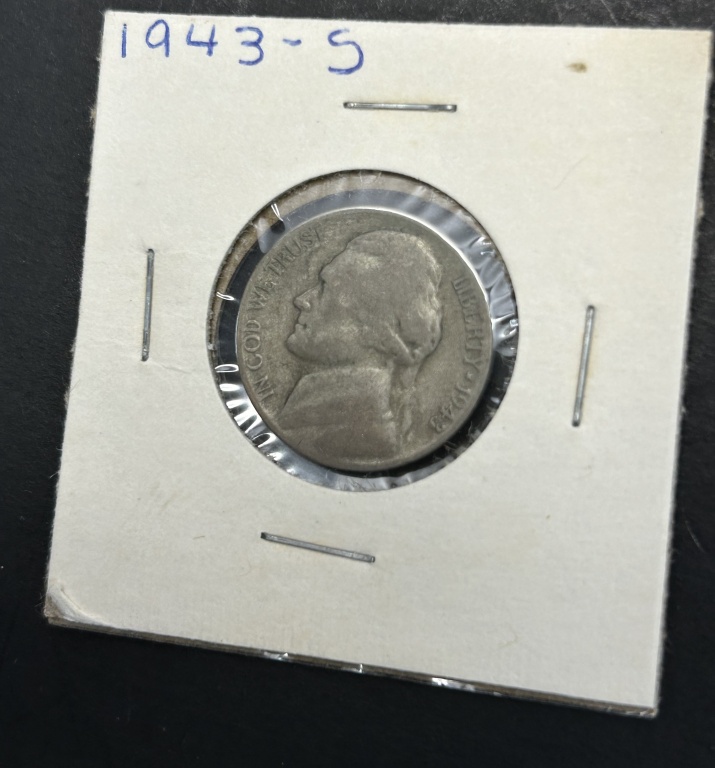 1943-S
IN GOD WE TRUST
LIBERTY · 1943